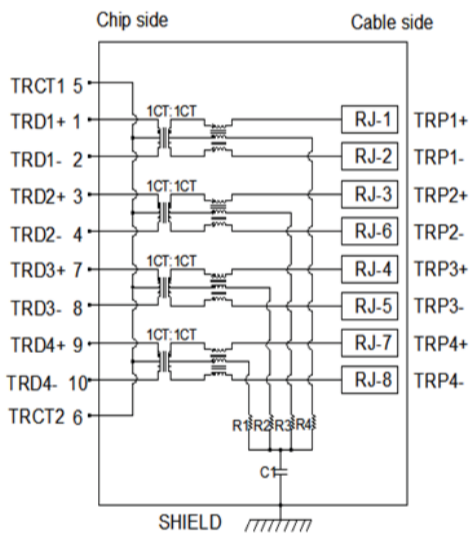 Chip side Cable side
TRCT1 5
1CT:1CT
TRD1+ 1 RJ-1 TRP1+
TRD1- 2 RJ-2 TRP1-
1CT:1CT
TRD2+ 3 RJ-3 TRP2+
TRD2- 4 RJ-6 TRP2-
1CT:1CT
TRD3+ 7 RJ-4 TRP3+
TRD3- 8 RJ-5 TRP3-
1CT:1CT
TRD4+ 9 RJ-7 TRP4+
TRD4- 10 RJ-8 TRP4-
TRCT2 6
R1 R2 R3 R4
C1
SHIELD